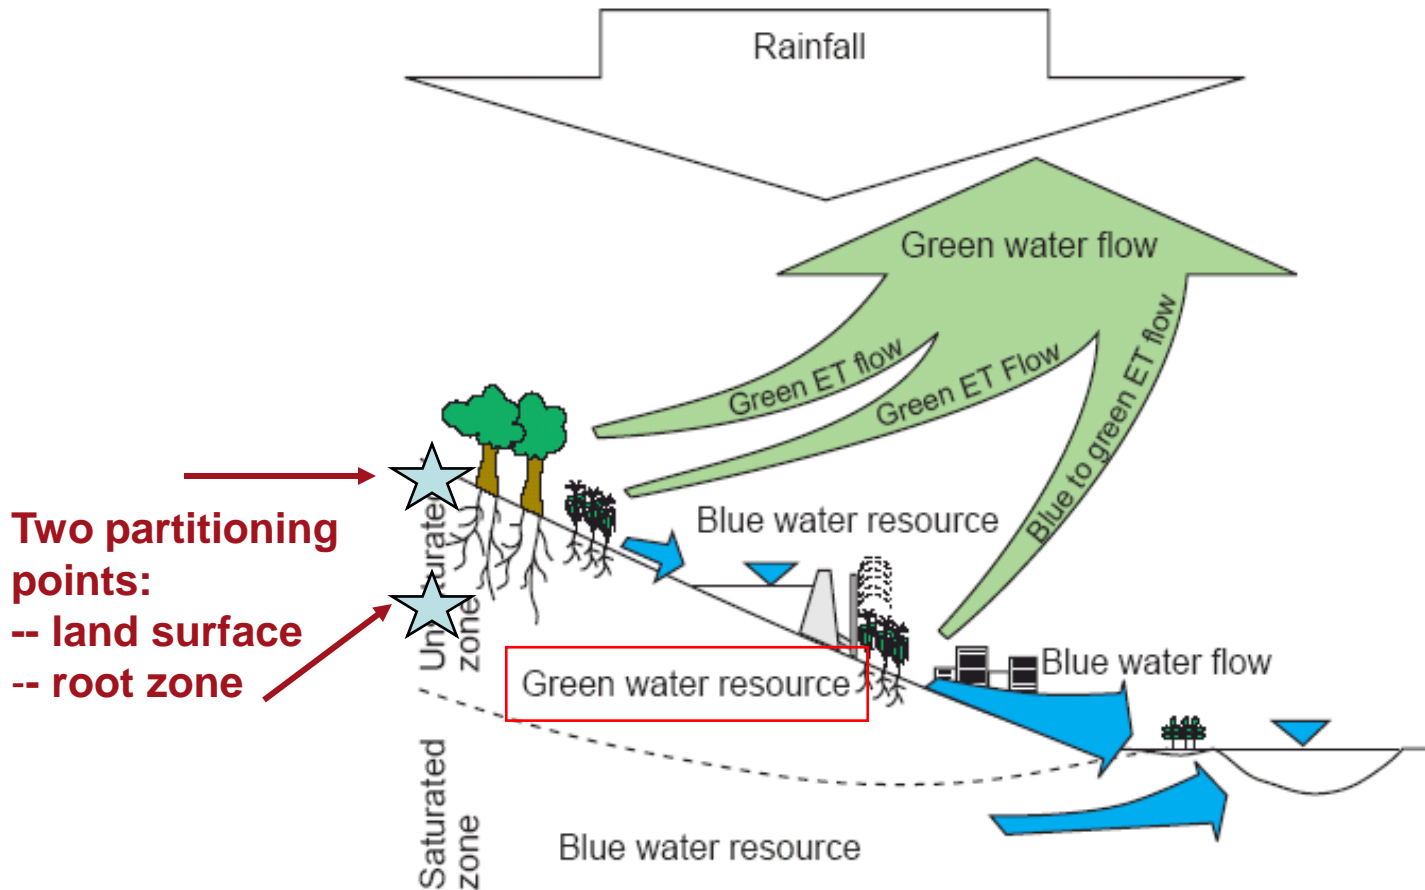 Rainfall
Green water flow
Green ET flow
Green ET Flow
Blue to green ET flow
Two partitioning
points:
-- land surface
-- root zone
Blue water resource
Unsaturated
zone
Green water resource
Blue water flow
Saturated
zone
Blue water resource